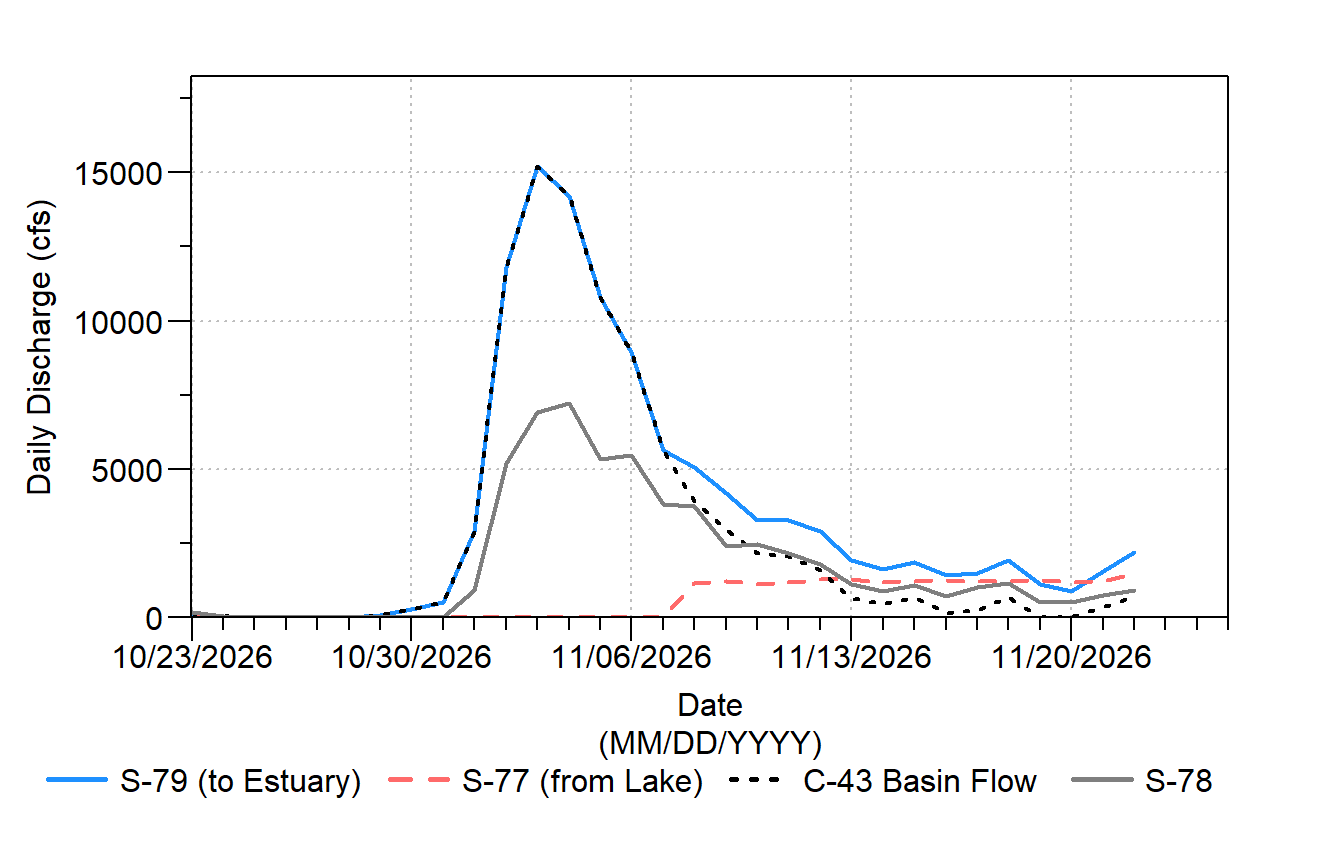 Daily Discharge (cfs)
15000
10000
5000
0
10/23/2026 10/30/2026 11/06/2026 11/13/2026 11/20/2026
Date
(MM/DD/YYYY)
S-79 (to Estuary) S-77 (from Lake) C-43 Basin Flow S-78